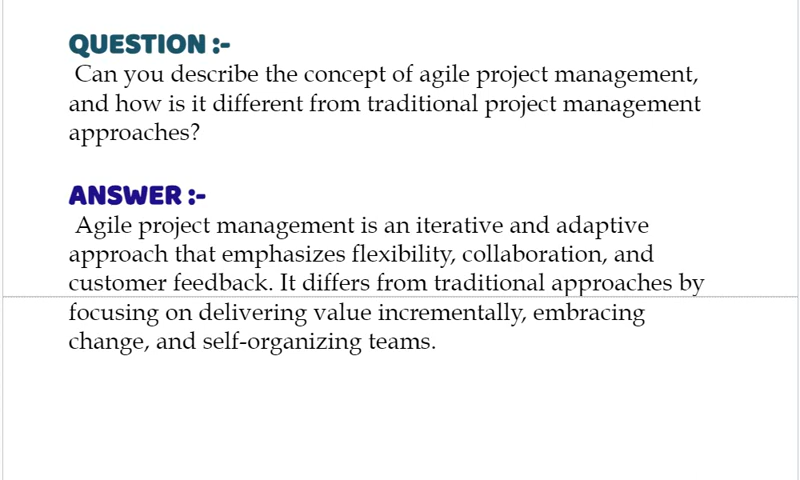 QUESTION :-
Can you describe the concept of agile project management,
and how is it different from traditional project management
approaches?
ANSWER :-
Agile project management is an iterative and adaptive
approach that emphasizes flexibility, collaboration, and
customer feedback. It differs from traditional approaches by
focusing on delivering value incrementally, embracing
change, and self-organizing teams.